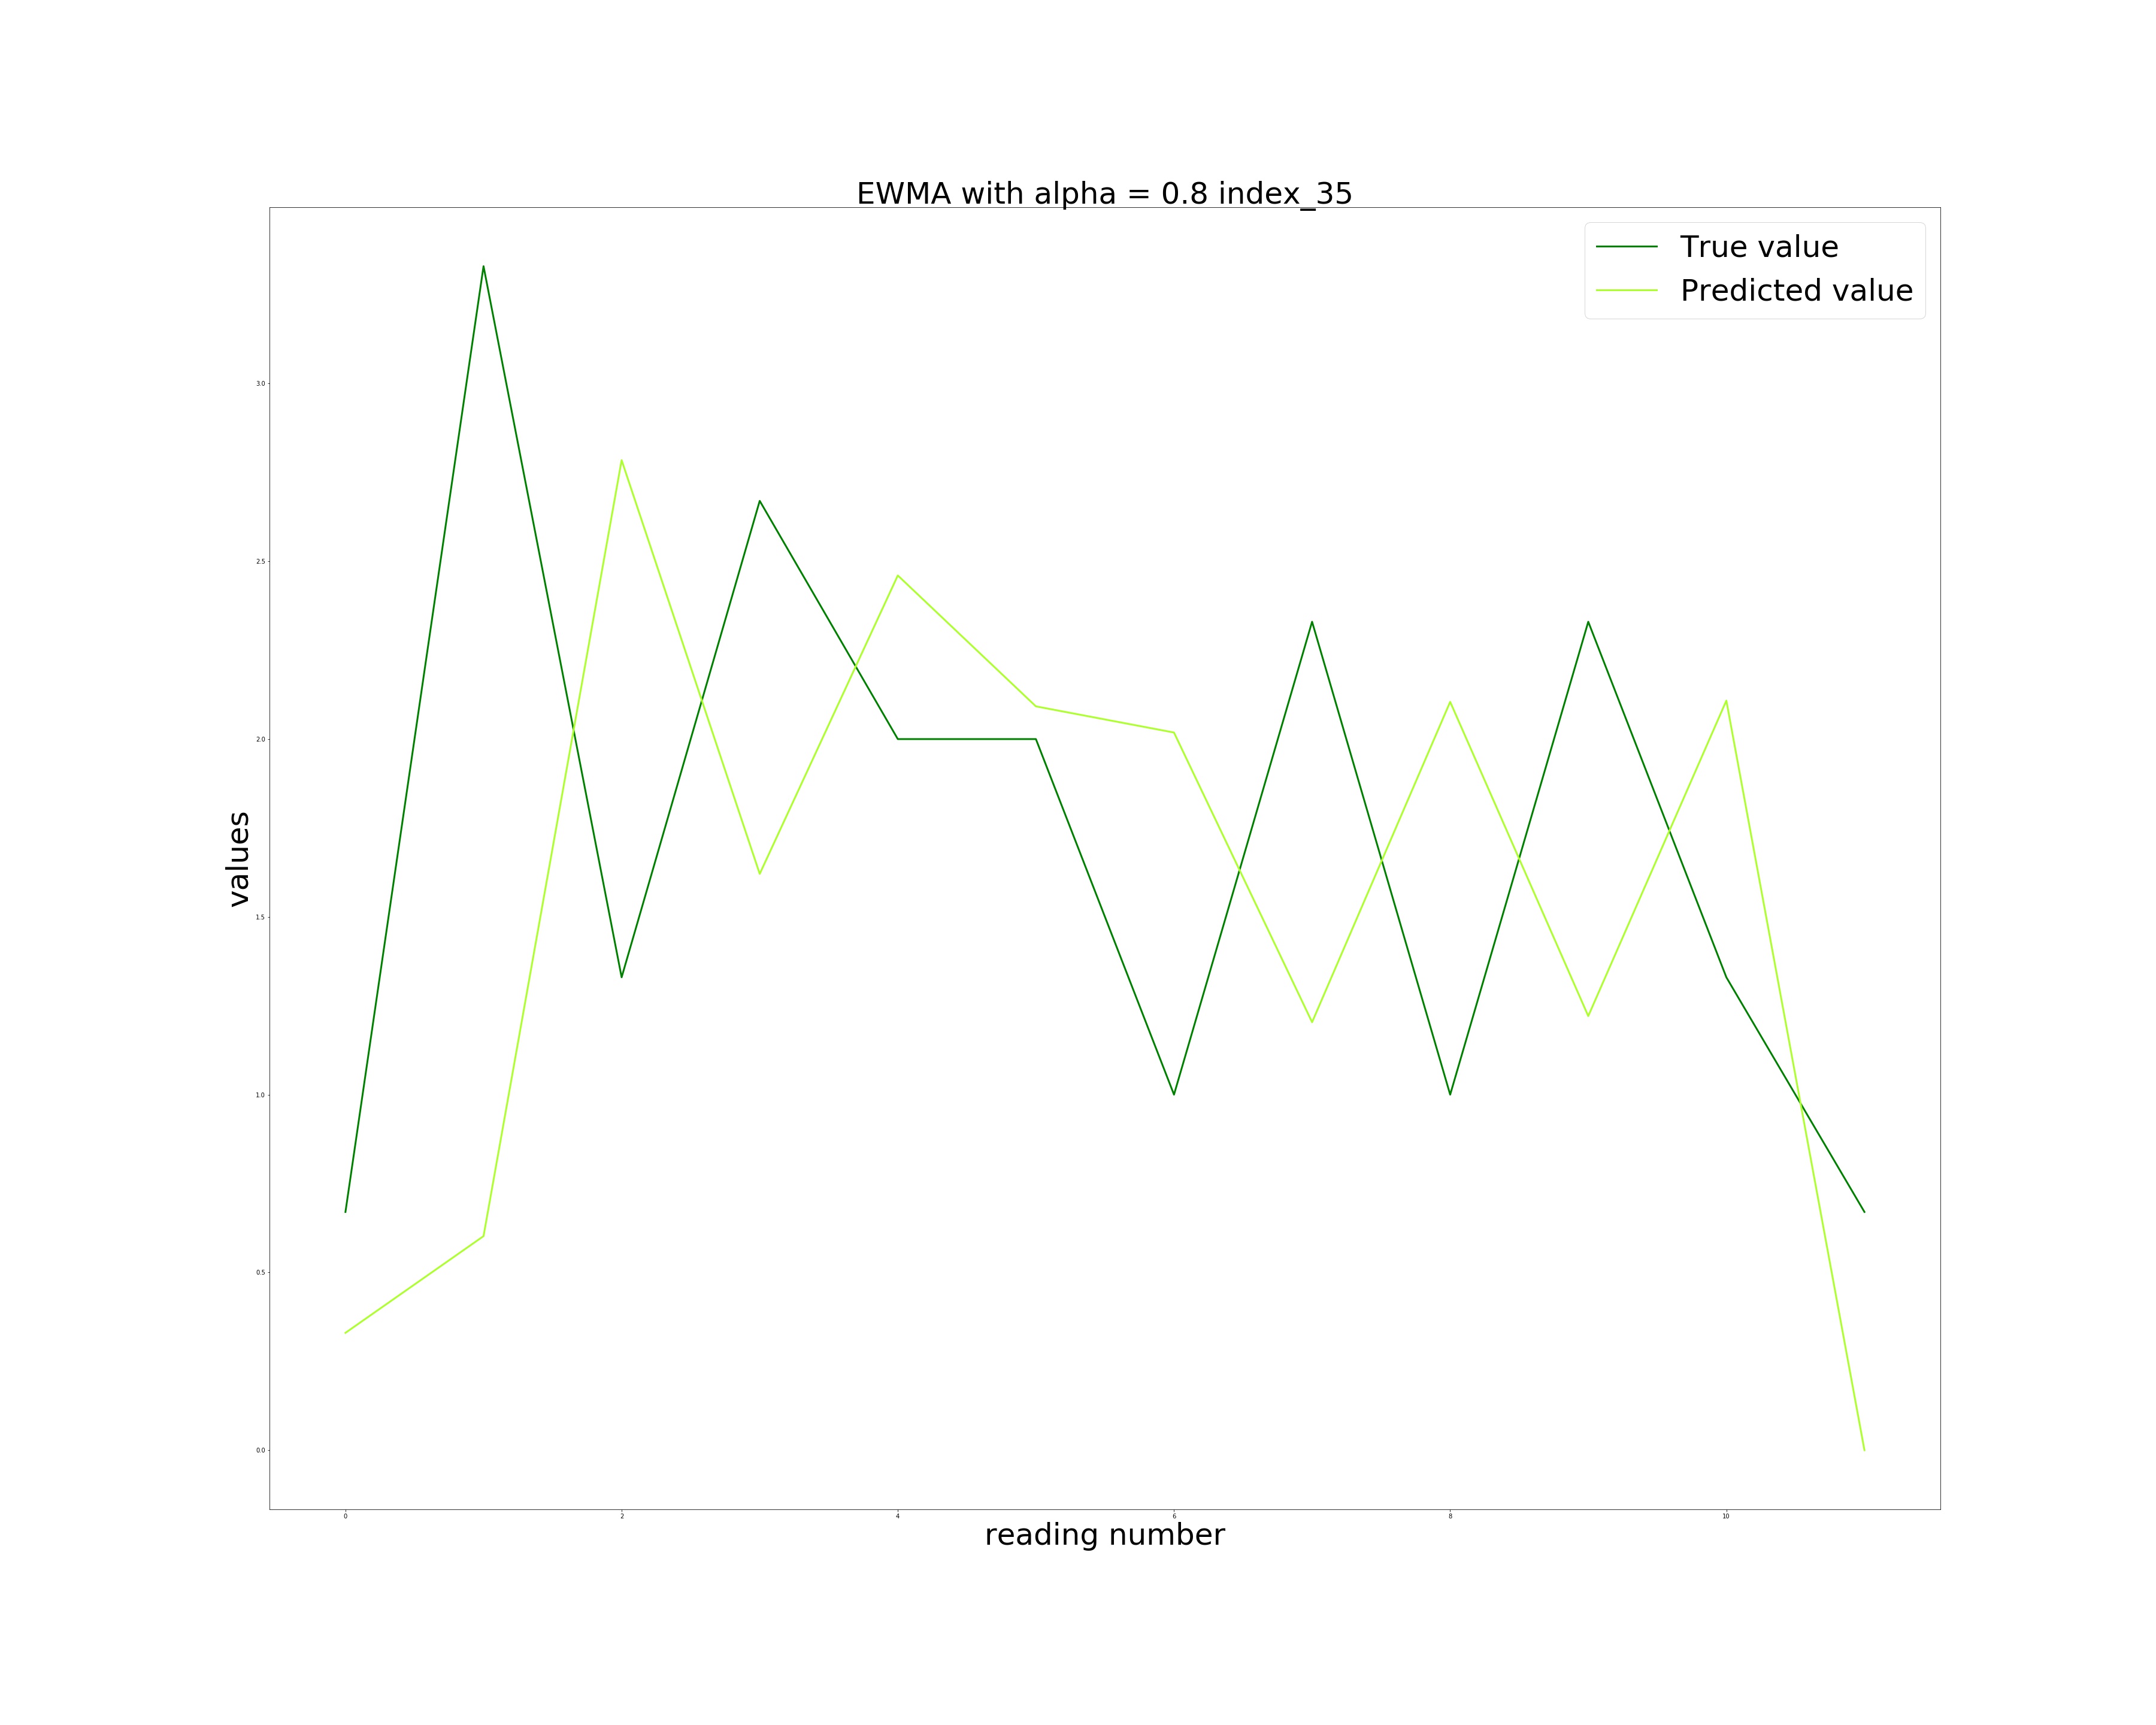 EWMA with alpha = 0.8 index_35
True value
Predicted value
3.0
2.5
2.0
1.5
1.0
0.5
0.0
values
0 2 4 6 8 10
reading number